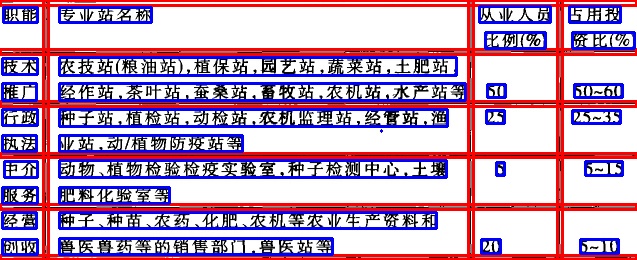 职能 专业站名称 从业人员 占用投
比例(% 资比(%
技术 农技站(粮油站),植保站,园艺站,蔬菜站,土肥站
推广 经作站,茶叶站,蚕桑站,畜牧站,农机站,水产站等 50 50~60
行政 种子站,植检站,动检站,农机监理站,经管站,渔 25 25~35
执法 业站,动/植物防疫站等
中介 动物、植物检验检疫实验室,种子检测中心,土壤 5 5~15
服务 肥料化验室等
经营 种子、种苗、农药、化肥、农机等农业生产资料和
创收 兽医兽药等的销售部门,兽医站等 20 5~10